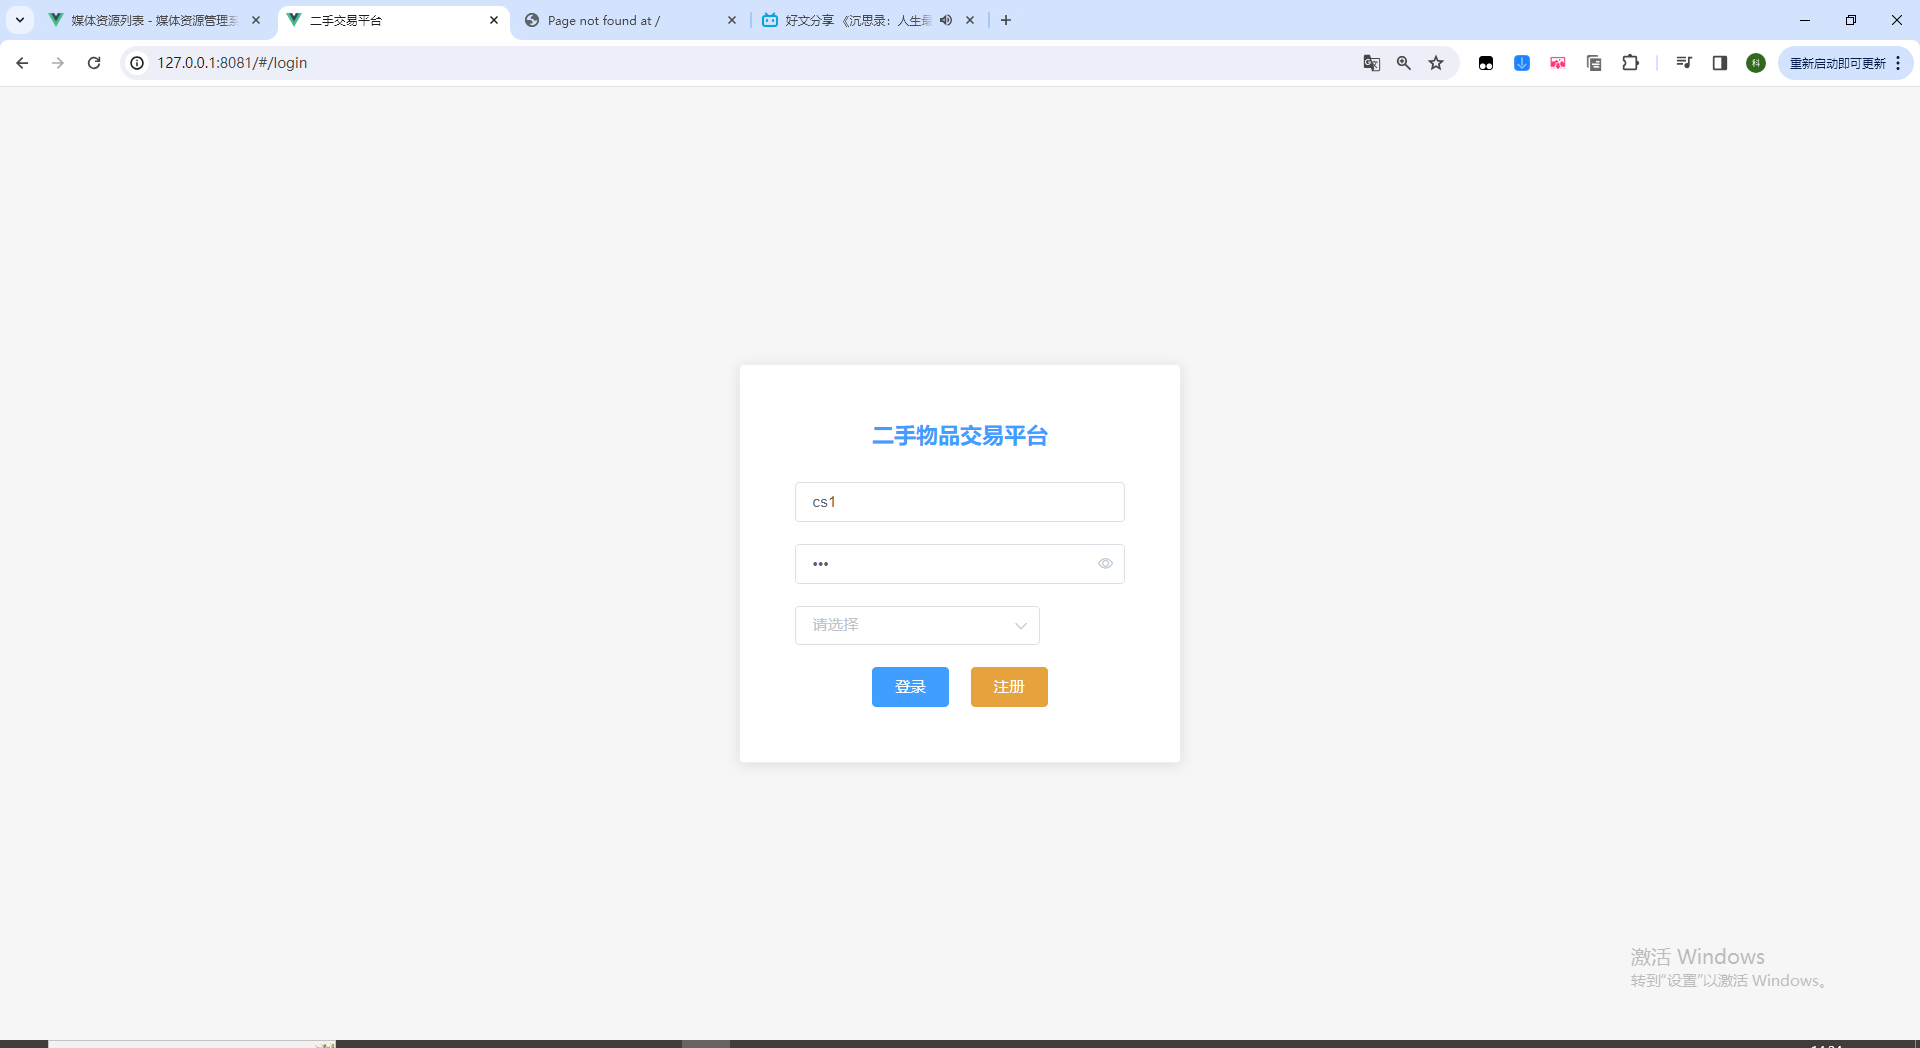 媒体资源列表 - 媒体资源管理系
二手交易平台
Page not found at /
好文分享 《沉思录：人生最
127.0.0.1:8081/#/login
科
重新启动即可更新
二手物品交易平台
cs1
•••
请选择
登录
注册
激活 Windows
转到“设置”以激活 Windows。